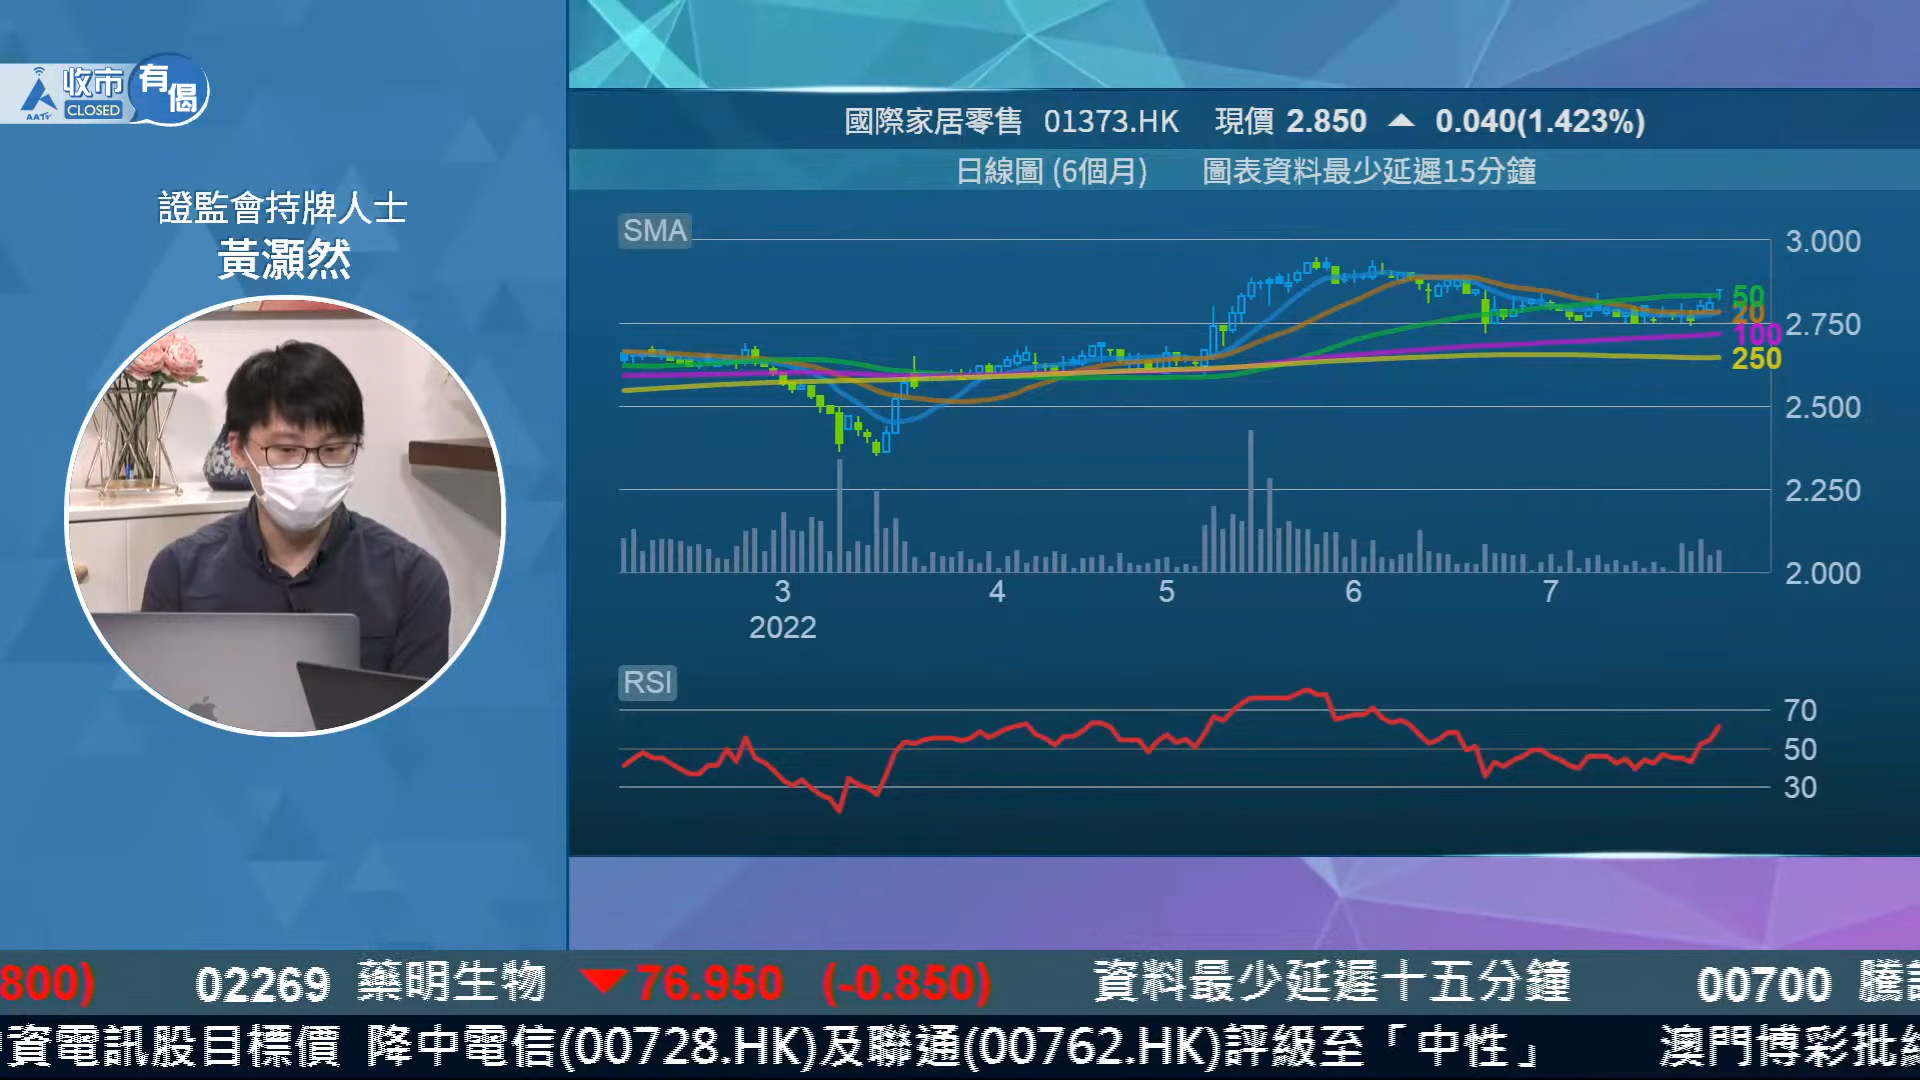 收市
有偈
CLOSED
AATV
證監會持牌人士
黃灝然
國際家居零售 01373.HK 現價 2.850 ▲ 0.040(1.423%)
日線圖 (6個月) 圖表資料最少延遲15分鐘
SMA
3.000
2.750
2.500
2.250
2.000
50
20
100
250
3 4 5 6 7
2022
RSI
70
50
30
800) 02269 藥明生物 ▼76.950 (-0.850) 資料最少延遲十五分鐘 00700 騰
資電訊股目標價 降中電信(00728.HK)及聯通(00762.HK)評級至「中性」 澳門博彩批